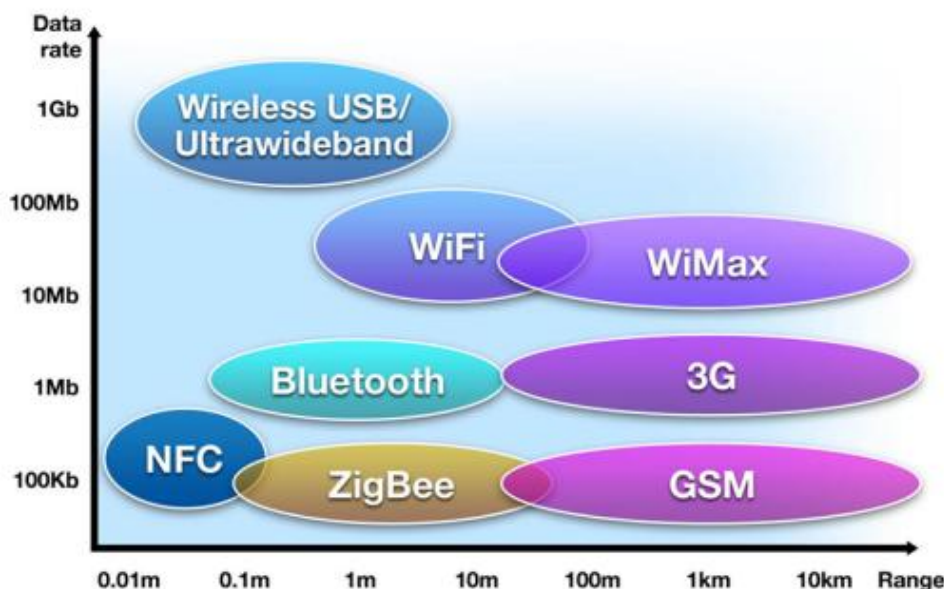 Data
rate
1Gb
Wireless USB/
Ultrawideband
100Mb
WiFi
WiMax
10Mb
Bluetooth
3G
1Mb
NFC
ZigBee
GSM
100Kb
0.01m 0.1m 1m 10m 100m 1km 10km Range